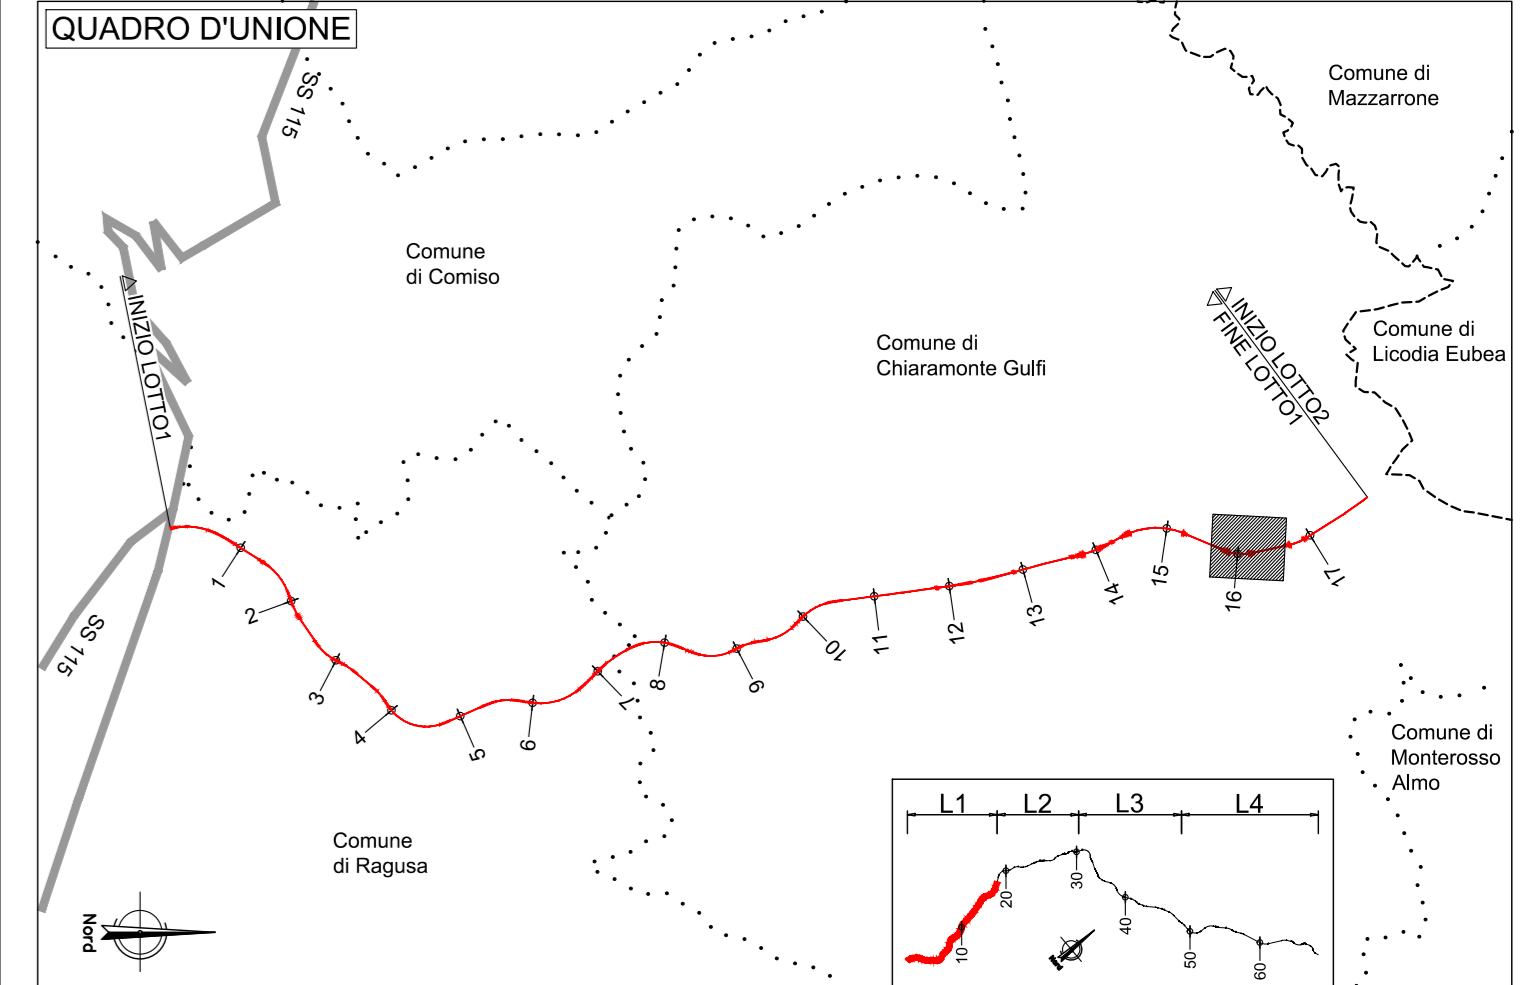 QUADRO D'UNIONE
SS 115
Comune di
Mazzarrone
Comune
di Comiso
INIZIO LOTTO1
Comune di
Chiaramonte Gulfi
INIZIO LOTTO2
FINE LOTTO1
Comune di
Licodia Eubea
1
2
3
4
5
6
7
8
9
10
11
12
13
14
15
16
17
SS 115
Comune di
Monterosso
Almo
Comune
di Ragusa
Nord
L1 L2 L3 L4
10
20
30
40
50
60